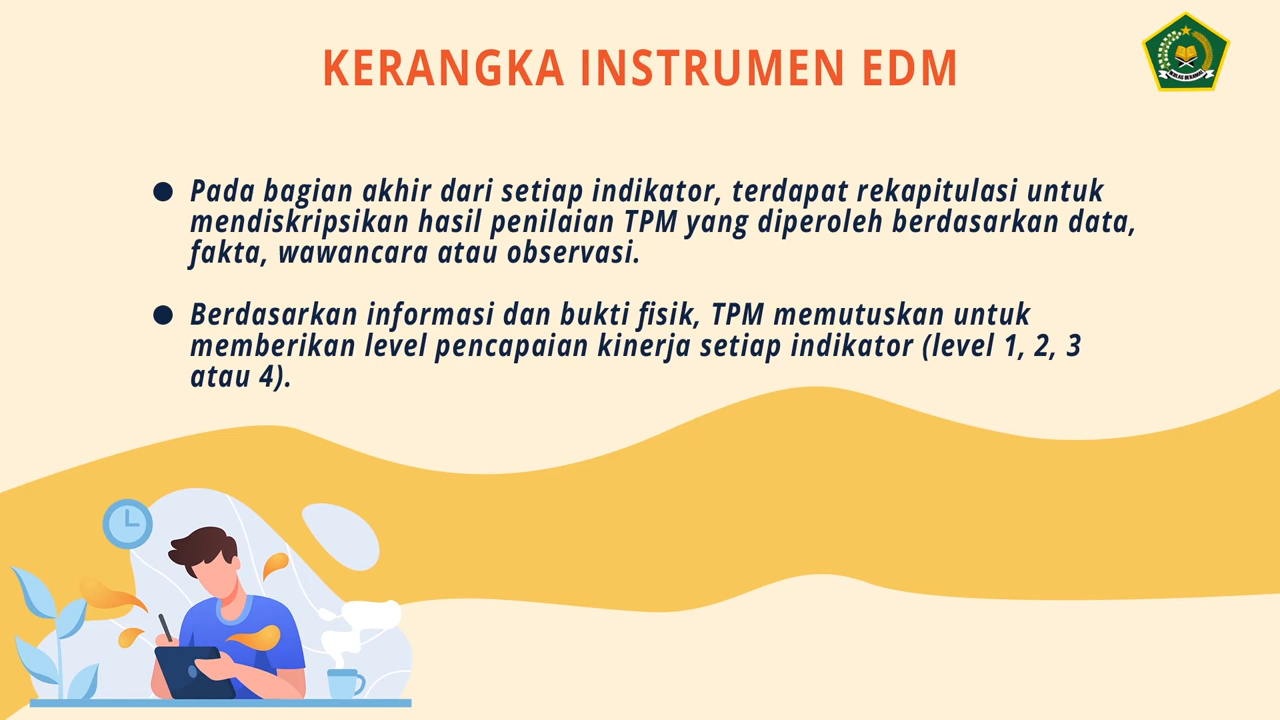 KERANGKA INSTRUMEN EDM
● Pada bagian akhir dari setiap indikator, terdapat rekapitulasi untuk
mendiskripsikan hasil penilaian TPM yang diperoleh berdasarkan data,
fakta, wawancara atau observasi.
● Berdasarkan informasi dan bukti fisik, TPM memutuskan untuk
memberikan level pencapaian kinerja setiap indikator (level 1, 2, 3
atau 4).